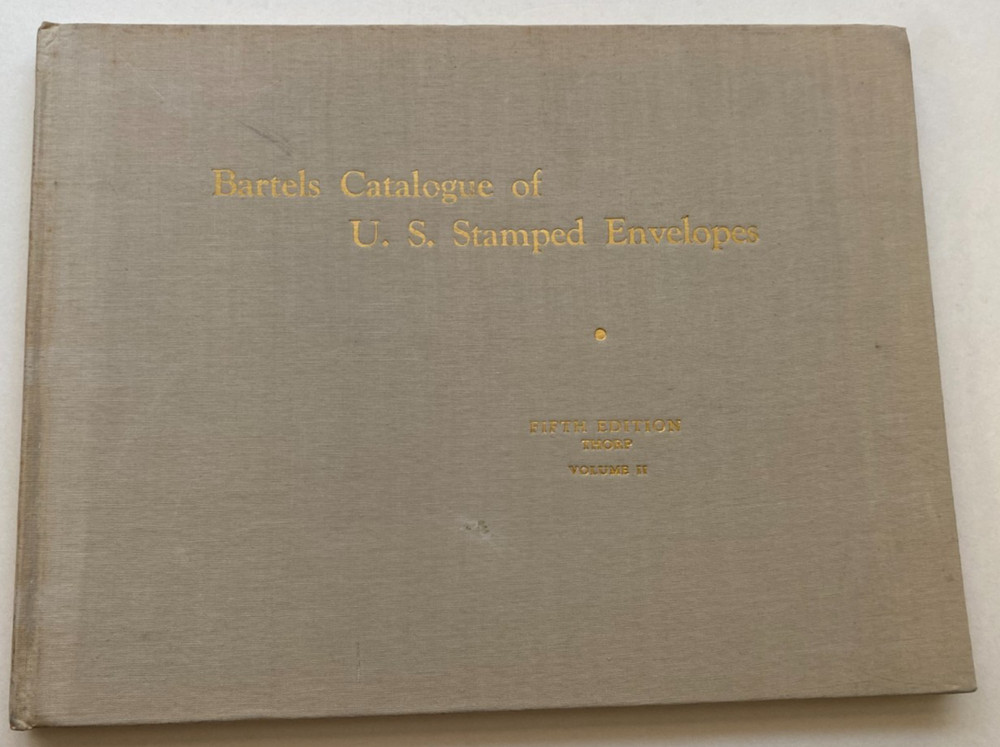 Bartels Catalogue of
U. S. Stamped Envelopes
FIFTH EDITION
THORP
VOLUME II